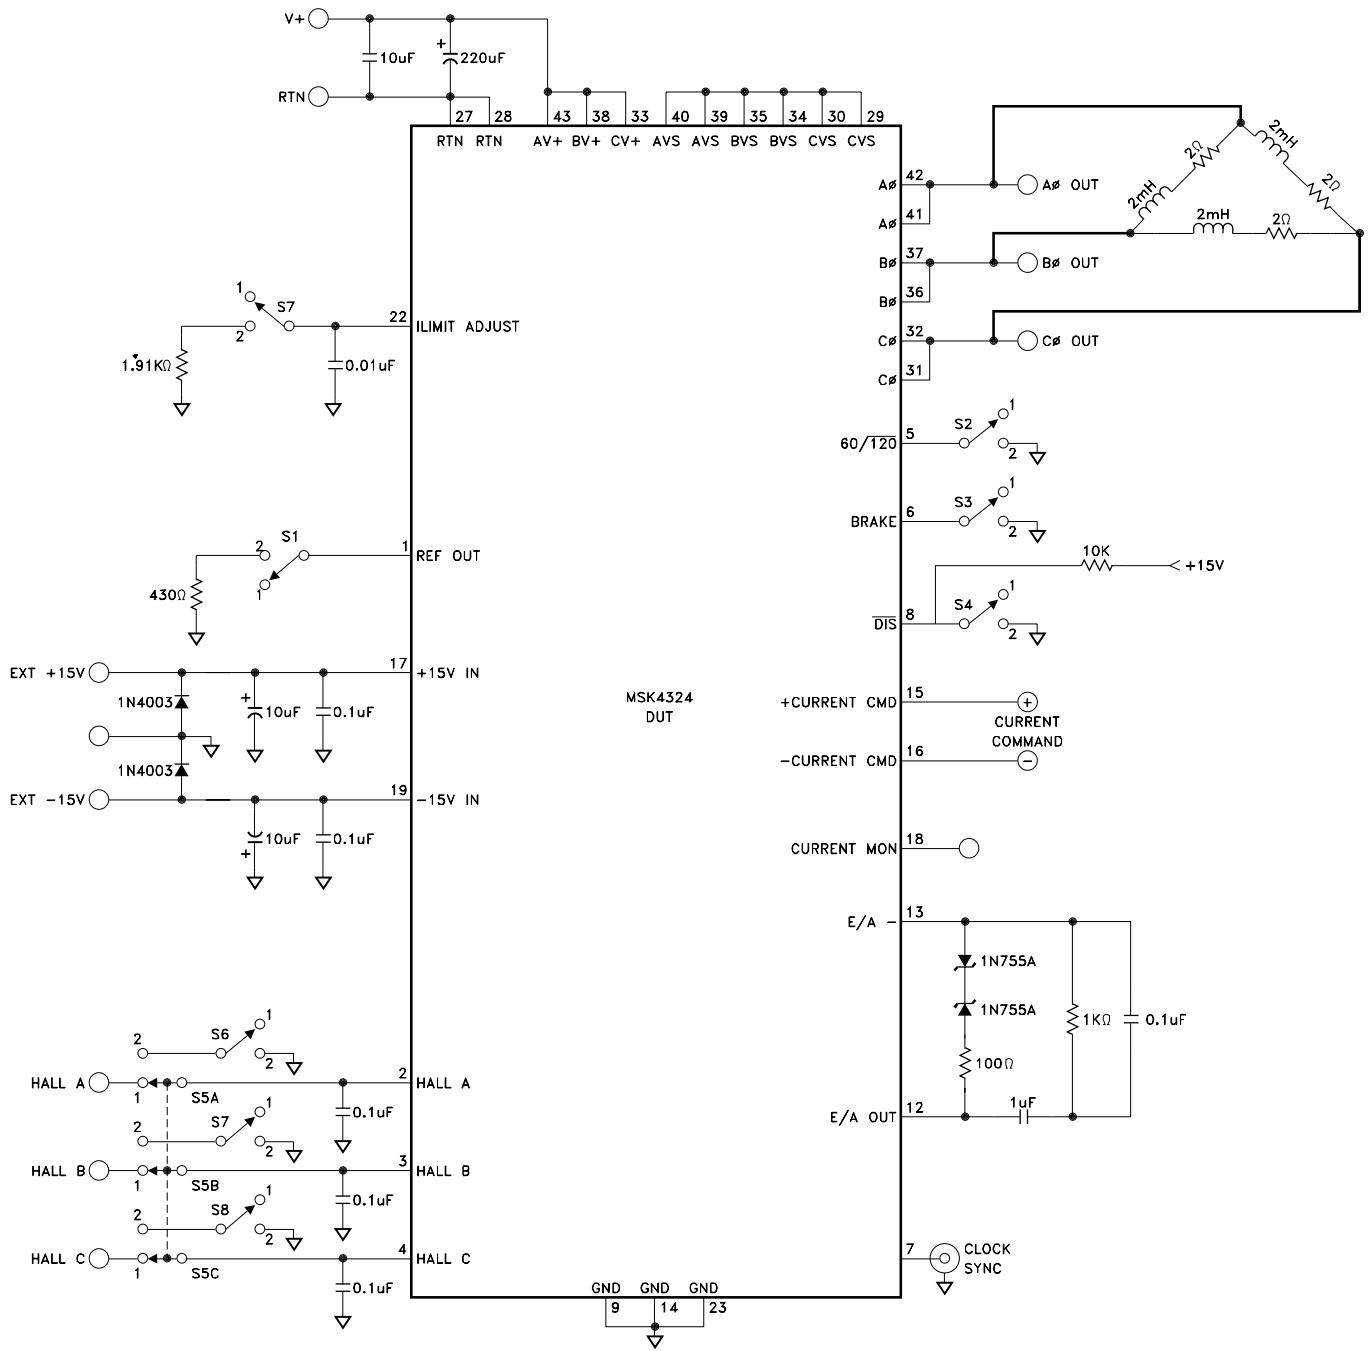 V+
10uF
+
220uF
RTN
27 28 43 38 33 40 39 35 34 30 29
RTN RTN AV+ BV+ CV+ AVS AVS BVS BVS CVS CVS
2Ω
2mH
2mH
2Ω
2mH
2Ω
AØ 42
AØ OUT
AØ 41
BØ 37
BØ OUT
BØ 36
CØ 32
CØ OUT
CØ 31
1
S7
2
22 ILIMIT ADJUST
1.91KΩ
0.01uF
60/120 5 S2 1
2
BRAKE 6 S3 1
2
10K
+15V
DIS 8 S4 1
2
2 S1
1
1 REF OUT
430Ω
EXT +15V
17 +15V IN
1N4003
+
10uF
0.1uF
1N4003
EXT -15V
19 -15V IN
10uF
+
0.1uF
MSK4324
DUT
+CURRENT CMD 15
+
CURRENT
COMMAND
-CURRENT CMD 16
−
CURRENT MON 18
E/A - 13
1N755A
1N755A
100Ω
1KΩ
0.1uF
E/A OUT 12
1uF
2 S6 1
2
HALL A
1 S5A
2 HALL A
0.1uF
2 S7 1
2
HALL B
1 S5B
3 HALL B
0.1uF
2 S8 1
2
HALL C
1 S5C
4 HALL C
0.1uF
7 CLOCK
SYNC
GND GND GND
9 14 23